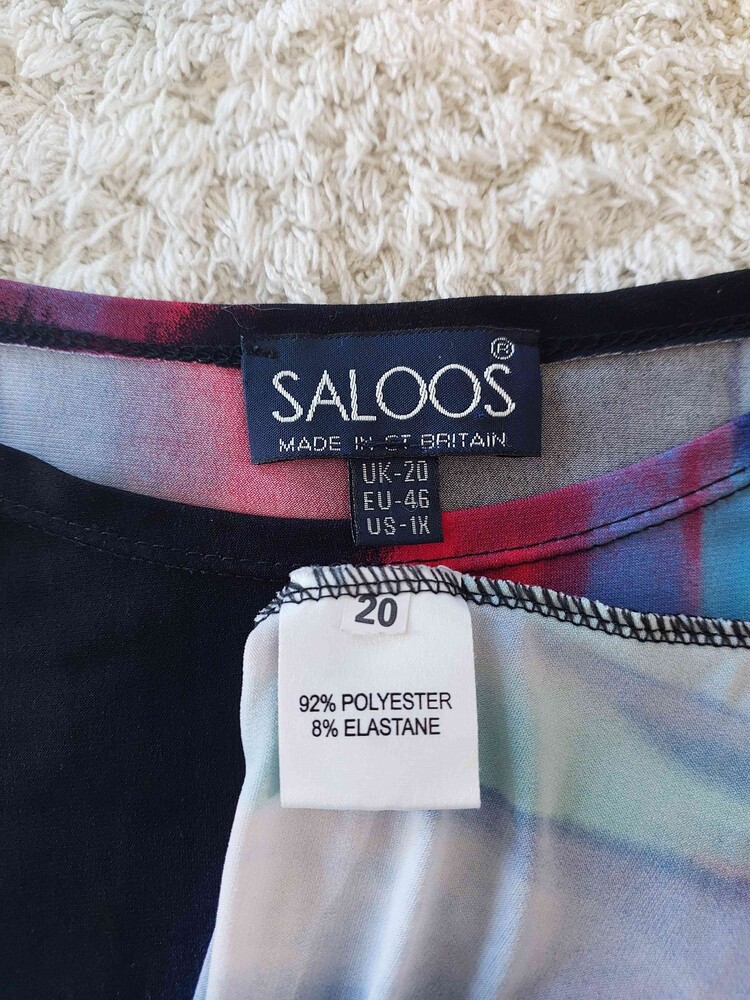 SALOOS®
MADE IN GT BRITAIN
UK-20
EU-46
US-1X
20
92% POLYESTER
8% ELASTANE